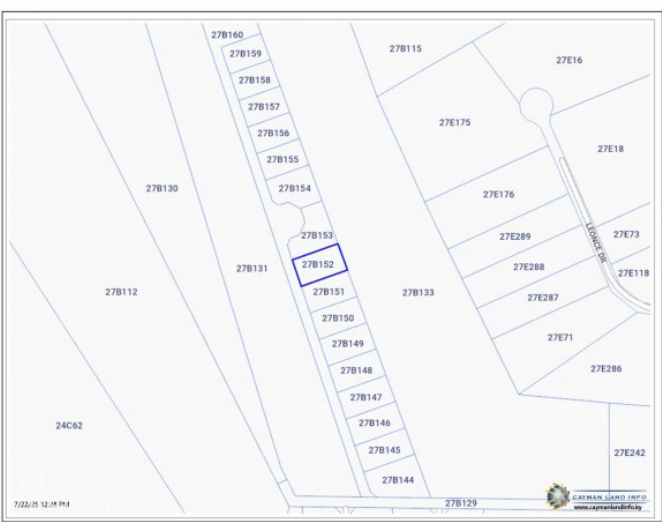 27B160
27B159
27B115
27E16
27B158
27B157
27E175
27B156
27E18
27B155
27B154
27B130
27E176
27B153
27E73
27E289
LEONCE DR
27B152
27B131
27E288
27E118
27B112
27B151
27B133
27E287
27B150
27E71
27B149
27B148
27E286
27B147
24C62
27B146
27B145
27E242
27B144
CAYMAN LAND INFO
www.caymanlandinfo.ky
27B129